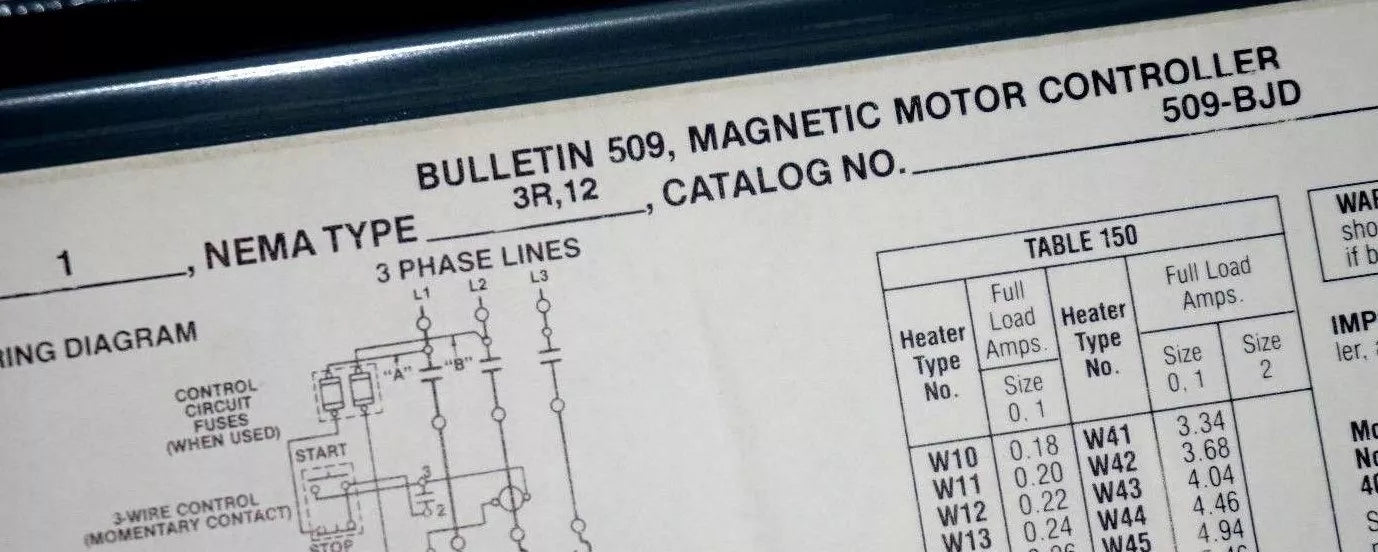 BULLETIN 509, MAGNETIC MOTOR CONTROLLER
1, NEMA TYPE 3R,12, CATALOG NO. 509-BJD
3 PHASE LINES
L1 L2 L3
DIAGRAM
CONTROL
CIRCUIT
FUSES
(WHEN USED)
"A" "B"
START
3
2
3-WIRE CONTROL
(MOMENTARY CONTACT)
STOP
TABLE 150
Heater
Type
No.
Full
Load
Amps.
Size
0, 1
Heater
Type
No.
Full Load
Amps.
Size
0, 1
Size
2
W10 0.18 W41 3.34
W11 0.20 W42 3.68
W12 0.22 W43 4.04
W13 0.24 W44 4.46
W45 4.94
if